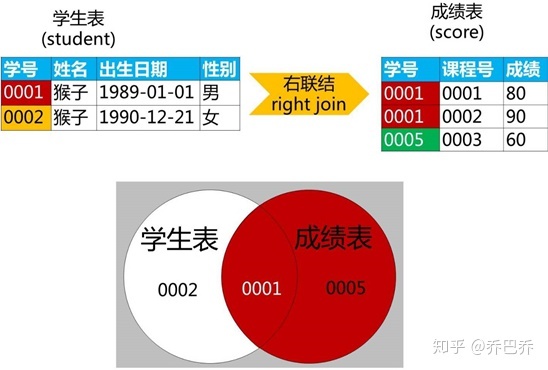 学生表
(student)
学号 姓名 出生日期 性别
0001 猴子 1989-01-01 男
0002 猴子 1990-12-21 女
右联结
right join
成绩表
(score)
学号 课程号 成绩
0001 0001 80
0001 0002 90
0005 0003 60
学生表 成绩表
0002 0001 0005
知乎 @乔巴乔